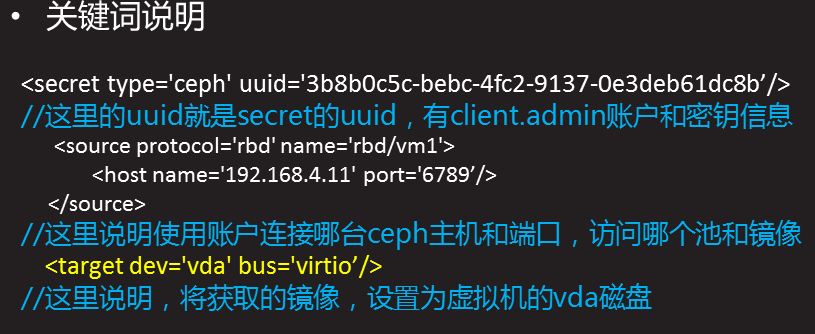 • 关键词说明
<secret type='ceph' uuid='3b8b0c5c-bebc-4fc2-9137-0e3deb61dc8b’/>
//这里的uuid就是secret的uuid，有client.admin账户和密钥信息
<source protocol='rbd' name='rbd/vm1'>
<host name='192.168.4.11' port='6789’/>
</source>
//这里说明使用账户连接哪台ceph主机和端口，访问哪个池和镜像
<target dev='vda' bus='virtio’/>
//这里说明，将获取的镜像，设置为虚拟机的vda磁盘